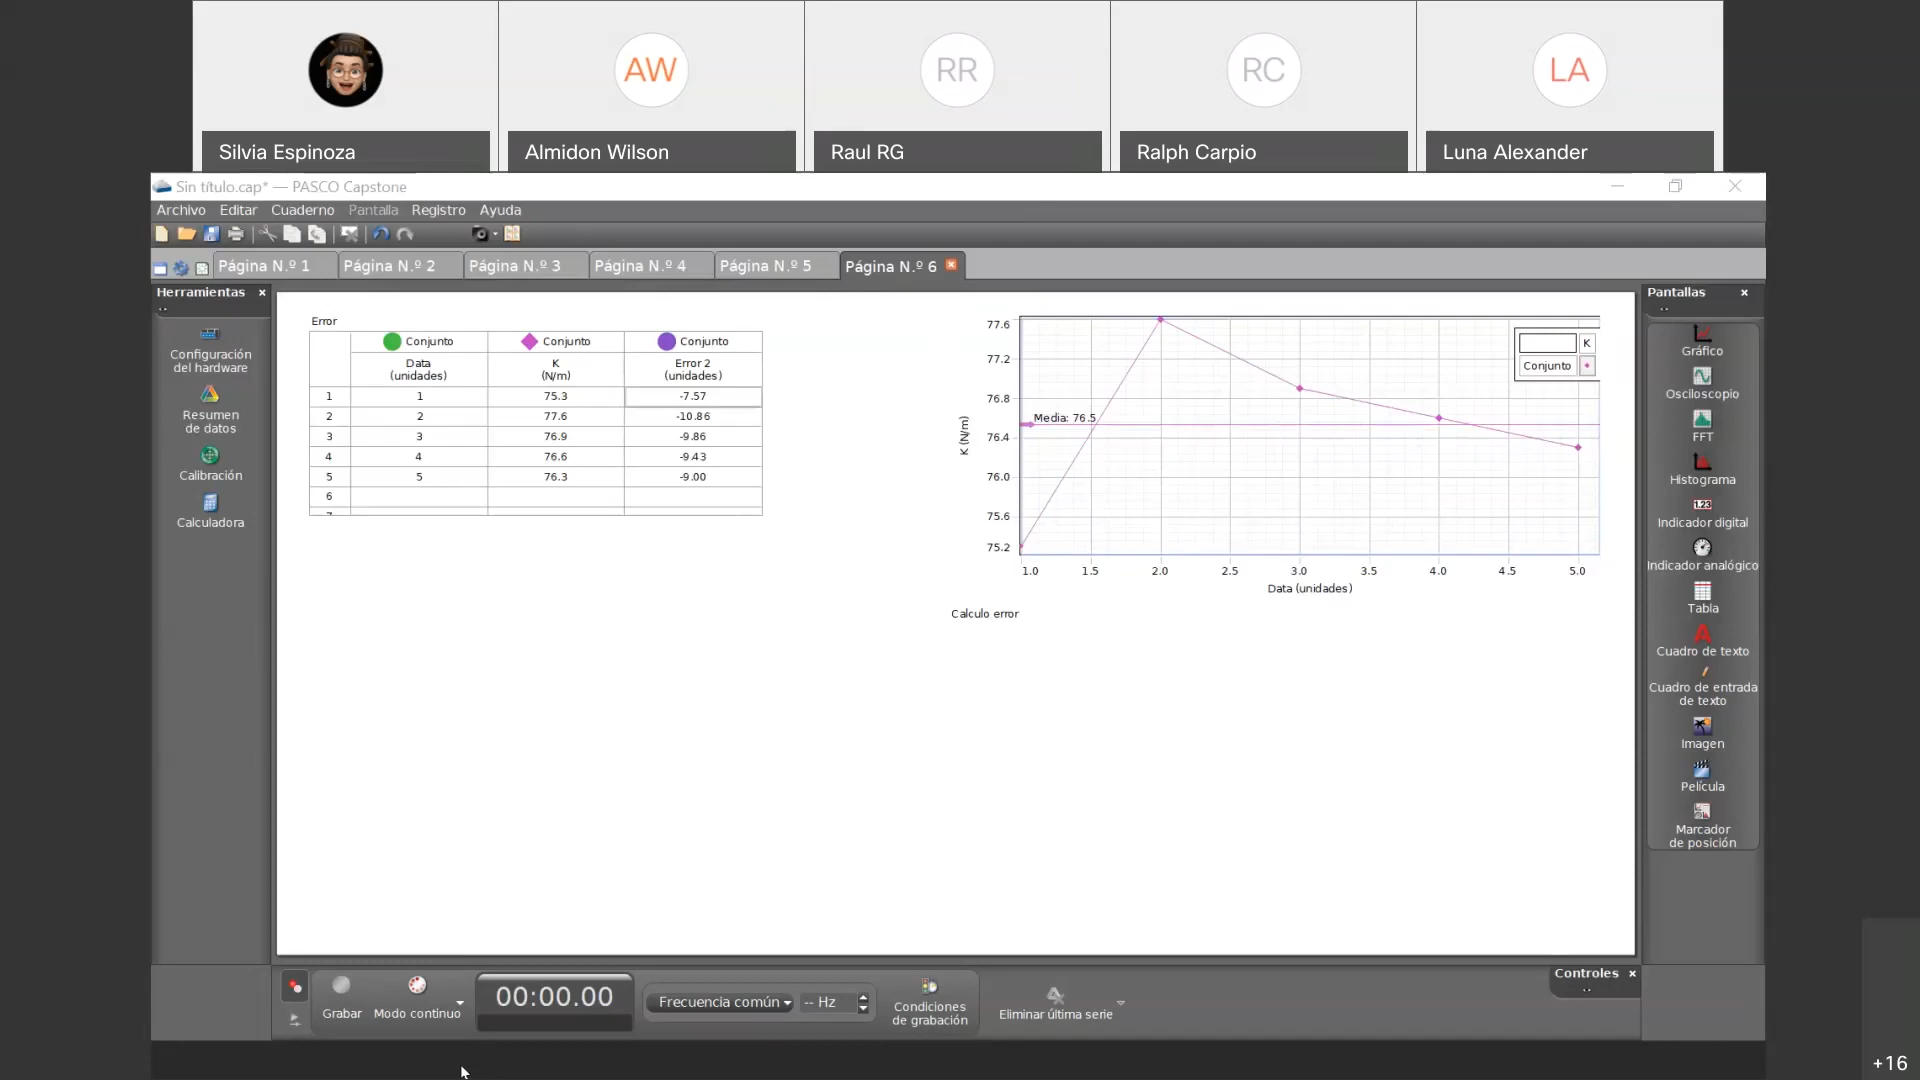 AW
RR
RC
LA
Silvia Espinoza
Almidon Wilson
Raul RG
Ralph Carpio
Luna Alexander
Sin título.cap* — PASCO Capstone
Archivo Editar Cuaderno Pantalla Registro Ayuda
Página N.º 1
Página N.º 2
Página N.º 3
Página N.º 4
Página N.º 5
Página N.º 6
Herramientas
Configuración
del hardware
Resumen
de datos
Calibración
Calculadora
Error
Conjunto Conjunto Conjunto
Data K Error 2
(unidades) (N/m) (unidades)
1 1 75.3 -7.57
2 2 77.6 -10.86
3 3 76.9 -9.86
4 4 76.6 -9.43
5 5 76.3 -9.00
6
77.6
77.2
76.8
76.4
76.0
75.6
75.2
K (N/m)
Media: 76.5
K
Conjunto
1.0 1.5 2.0 2.5 3.0 3.5 4.0 4.5 5.0
Data (unidades)
Calculo error
Pantallas
Gráfico
Osciloscopio
FFT
Histograma
1.23
Indicador digital
Indicador analógico
Tabla
A
Cuadro de texto
Cuadro de entrada
de texto
Imagen
Película
Marcador
de posición
Grabar
Modo continuo
00:00.00
Frecuencia común
-- Hz
Condiciones
de grabación
Eliminar última serie
Controles
+16